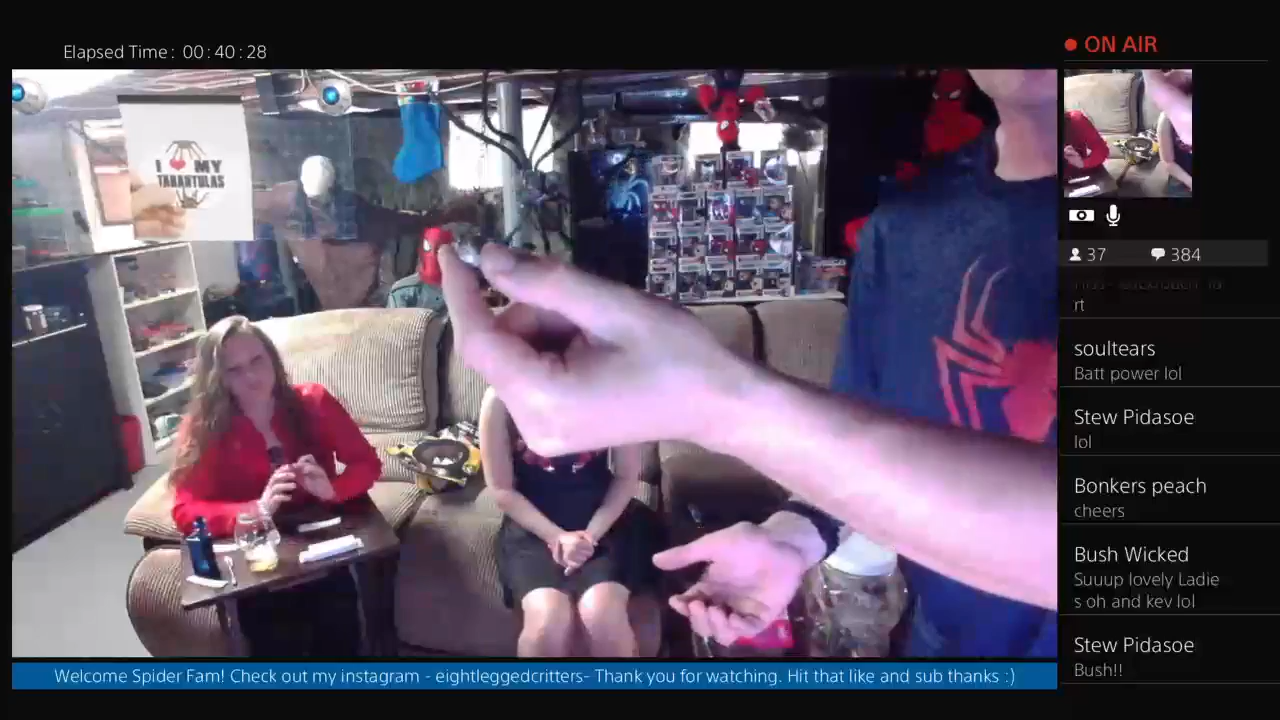 Elapsed Time: 00:40:28
ON AIR
I MY
TARANTULAS
37 384
rt
soultears
Batt power lol
Stew Pidasoe
lol
Bonkers peach
cheers
Bush Wicked
Suuup lovely Ladie
s oh and kev lol
Stew Pidasoe
Bush!!
Welcome Spider Fam! Check out my instagram - eightleggedcritters- Thank you for watching. Hit that like and sub thanks :)